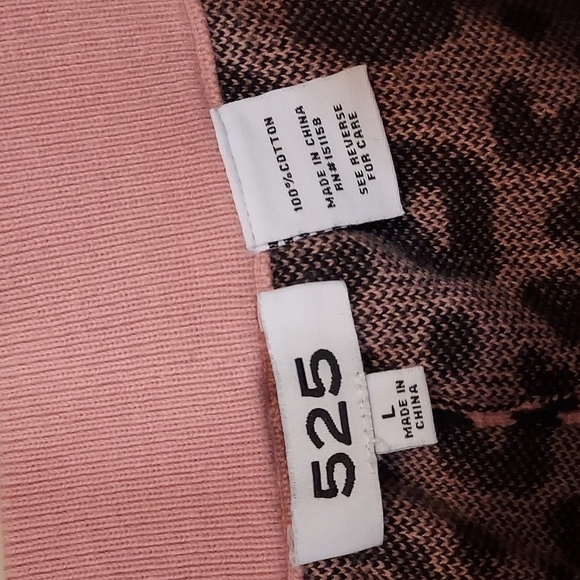 100%COTTON
MADE IN CHINA
RN#151158
SEE REVERSE
FOR CARE
525
L
MADE IN
CHINA